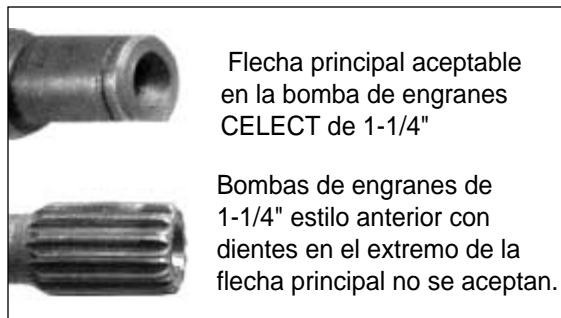 Flecha principal aceptable
en la bomba de engranes
CELECT de 1-1/4"
Bombas de engranes de
1-1/4" estilo anterior con
dientes en el extremo de la
flecha principal no se aceptan.